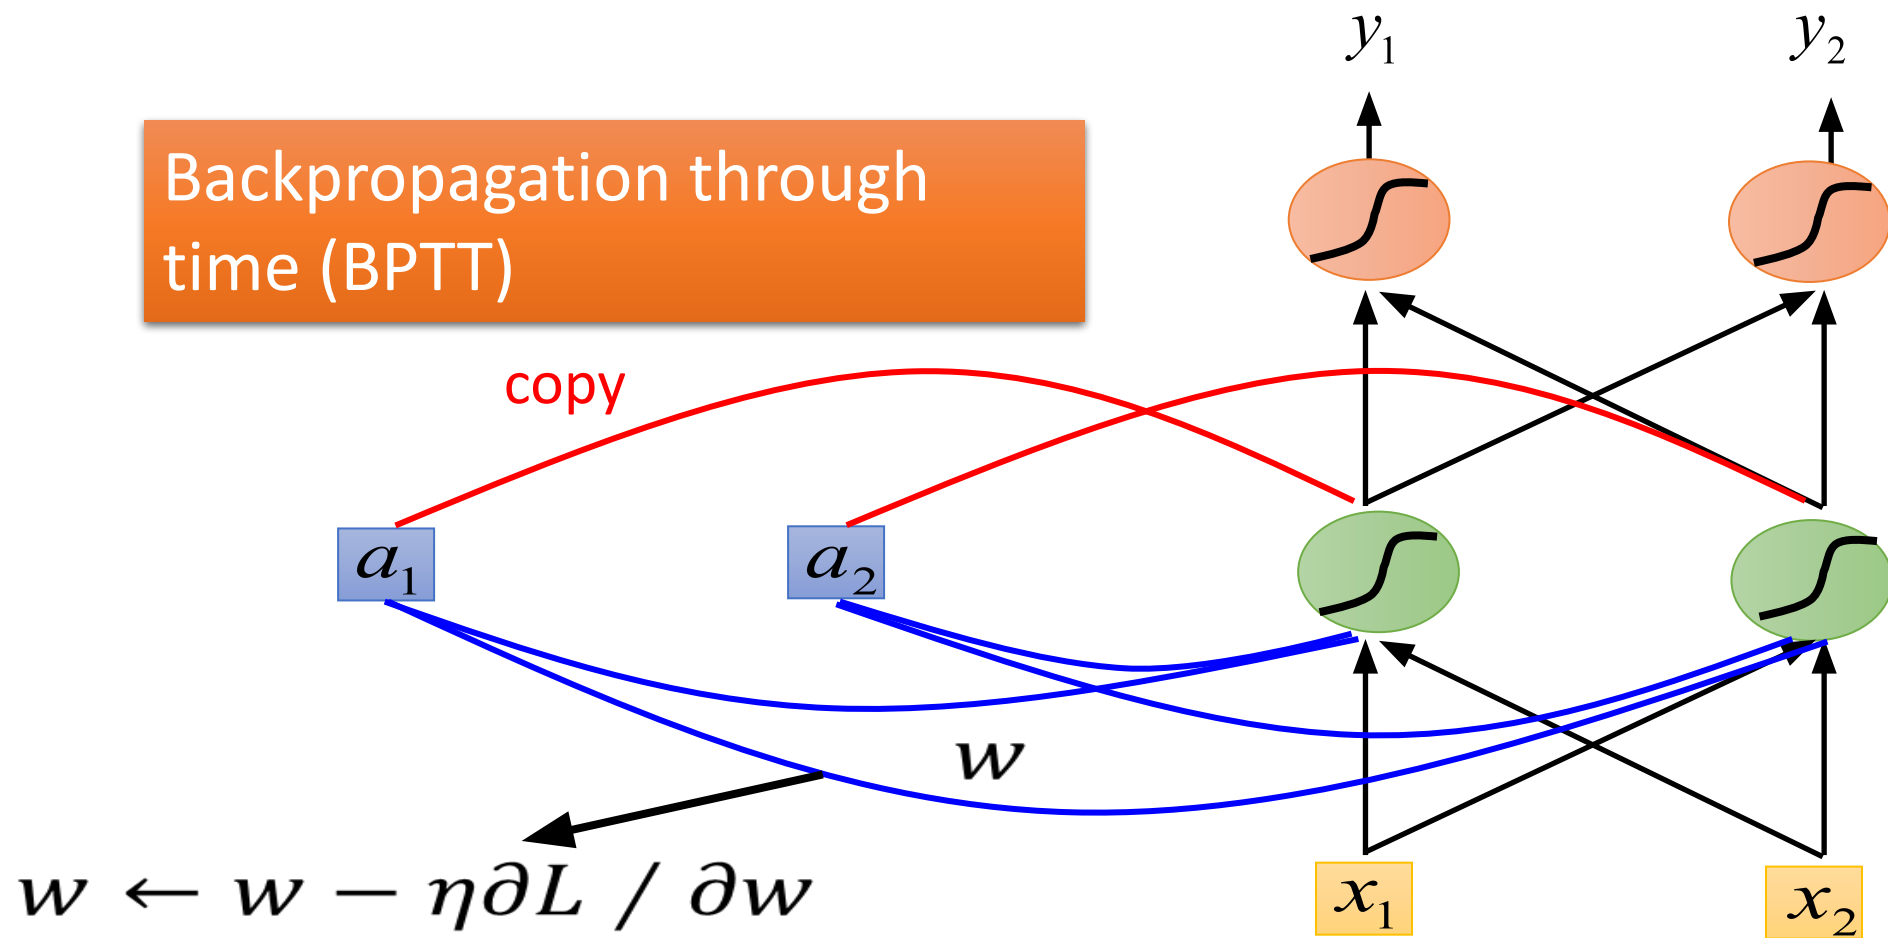 y₁ y₂
Backpropagation through
time (BPTT)
copy
a₁ a₂
w
w ← w − η∂L / ∂w
x₁ x₂